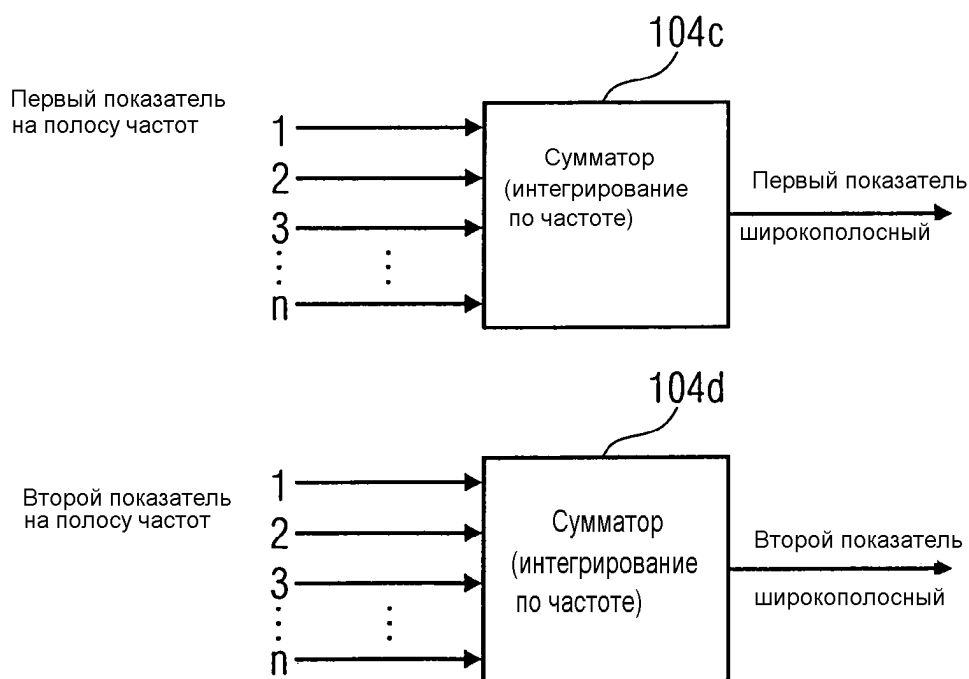 104c
Первый показатель
на полосу частот
1
2
3
n
Сумматор
(интегрирование
по частоте)
Первый показатель
широкополосный
104d
Второй показатель
на полосу частот
1
2
3
n
Сумматор
(интегрирование
по частоте)
Второй показатель
широкополосный